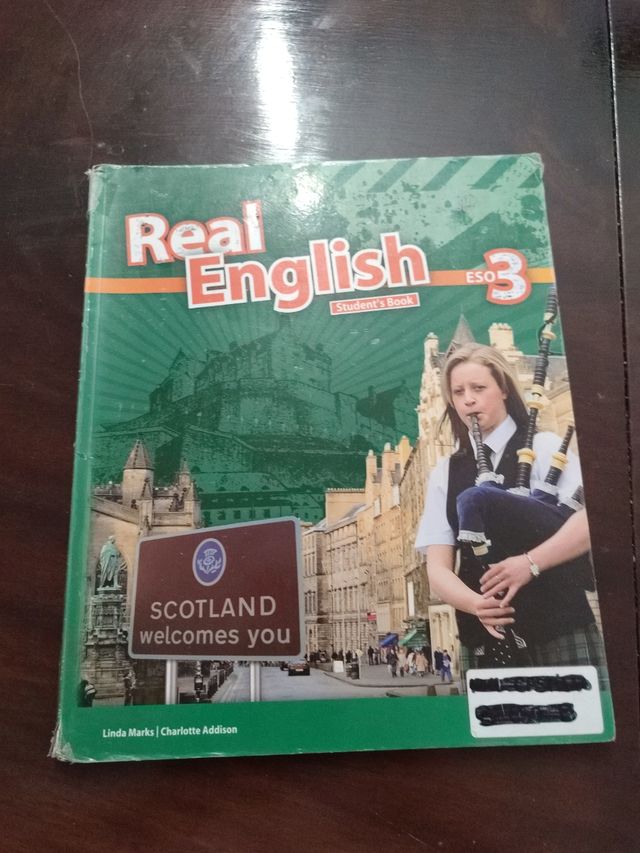 Real
English
ESO 3
Student's Book
SCOTLAND
welcomes you
Linda Marks | Charlotte Addison